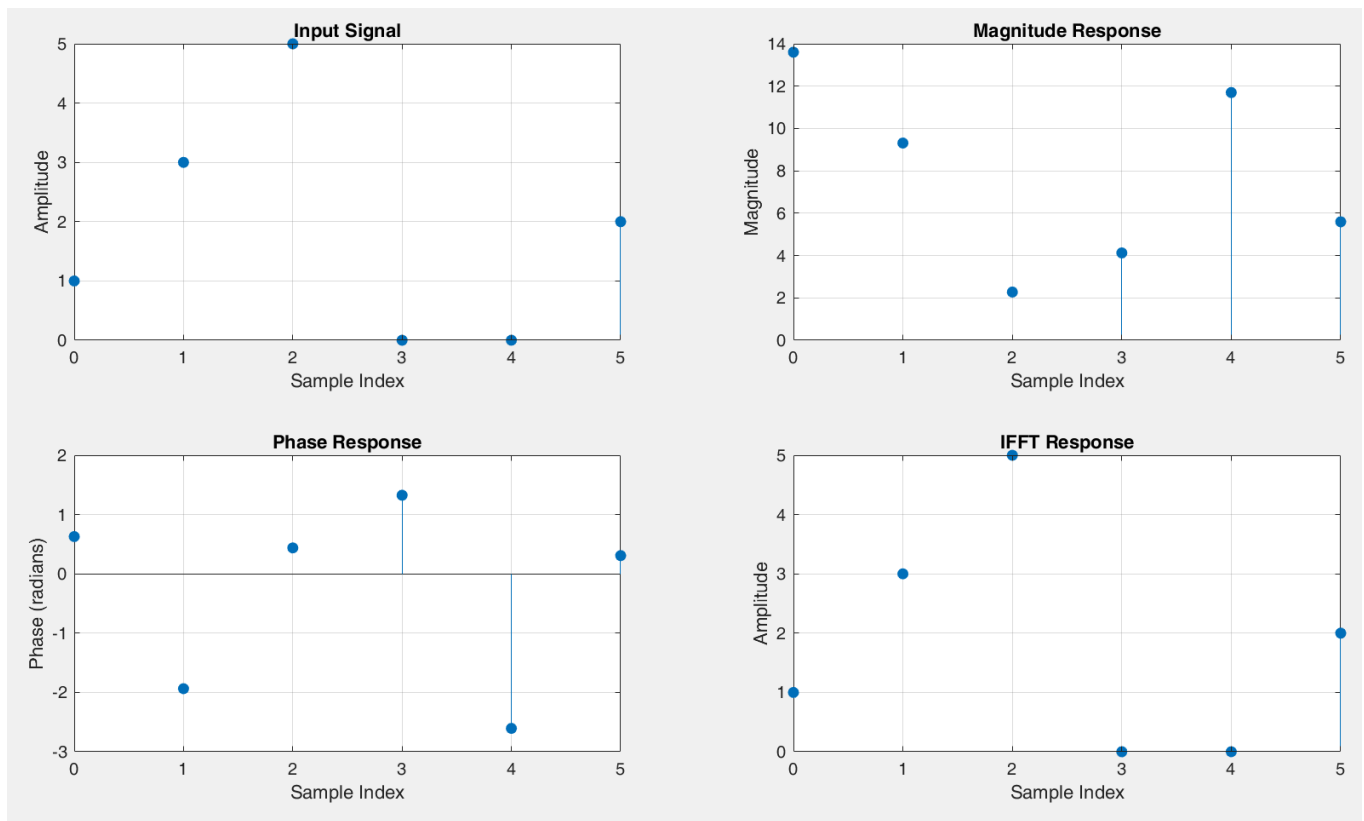 Input Signal
5
4
3
2
1
0
Amplitude
0 1 2 3 4 5
Sample Index
Magnitude Response
14
12
10
8
6
4
2
0
Magnitude
0 1 2 3 4 5
Sample Index
Phase Response
2
1
0
-1
-2
-3
Phase (radians)
0 1 2 3 4 5
Sample Index
IFFT Response
5
4
3
2
1
0
Amplitude
0 1 2 3 4 5
Sample Index